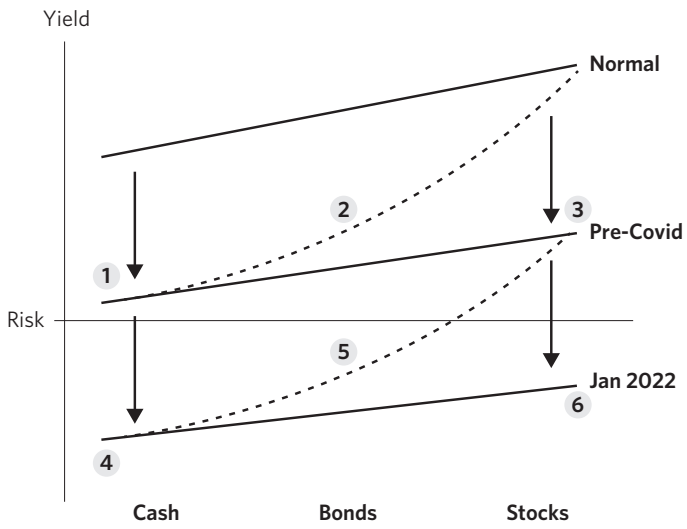 Yield
Normal
2
3
Pre-Covid
1
Risk
5
Jan 2022
6
4
Cash Bonds Stocks